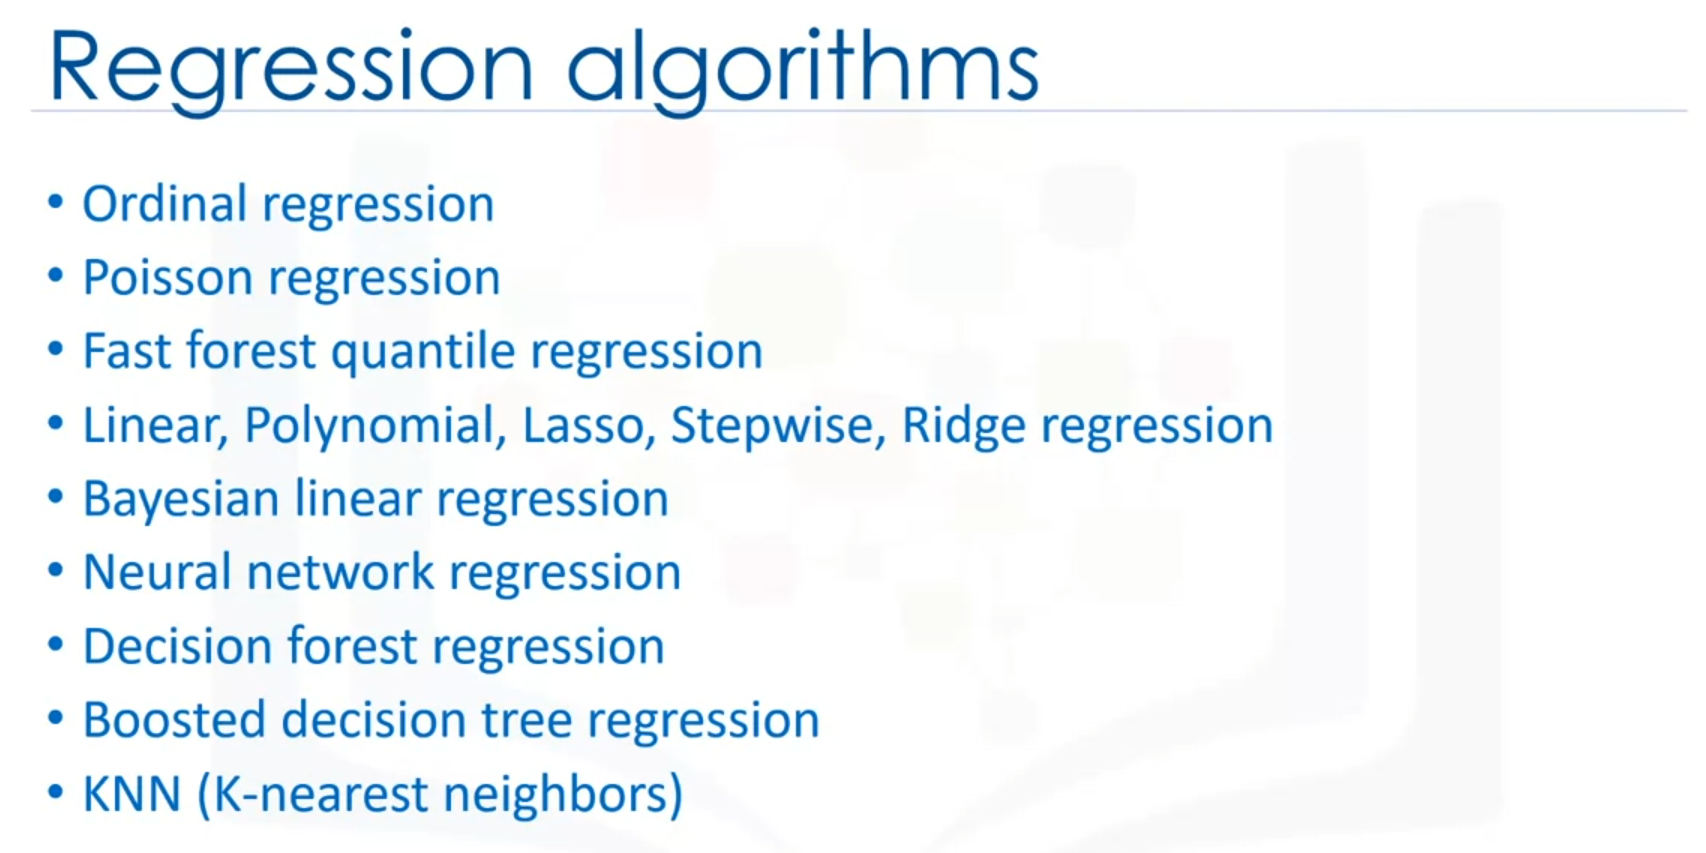 Regression algorithms
• Ordinal regression
• Poisson regression
• Fast forest quantile regression
• Linear, Polynomial, Lasso, Stepwise, Ridge regression
• Bayesian linear regression
• Neural network regression
• Decision forest regression
• Boosted decision tree regression
• KNN (K-nearest neighbors)